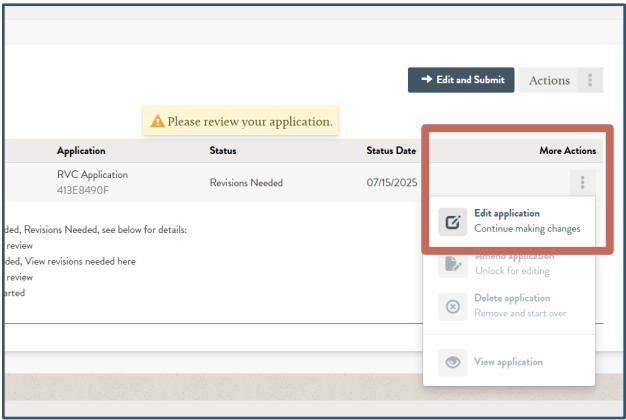 Edit and Submit Actions
Please review your application.
Application Status Status Date More Actions
RVC Application
413E8490F
Revisions Needed 07/15/2025
ded, Revisions Needed, see below for details:
review
ded, View revisions needed here
review
arted
Edit application
Continue making changes
Amend application
Unlock for editing
Delete application
Remove and start over
View application